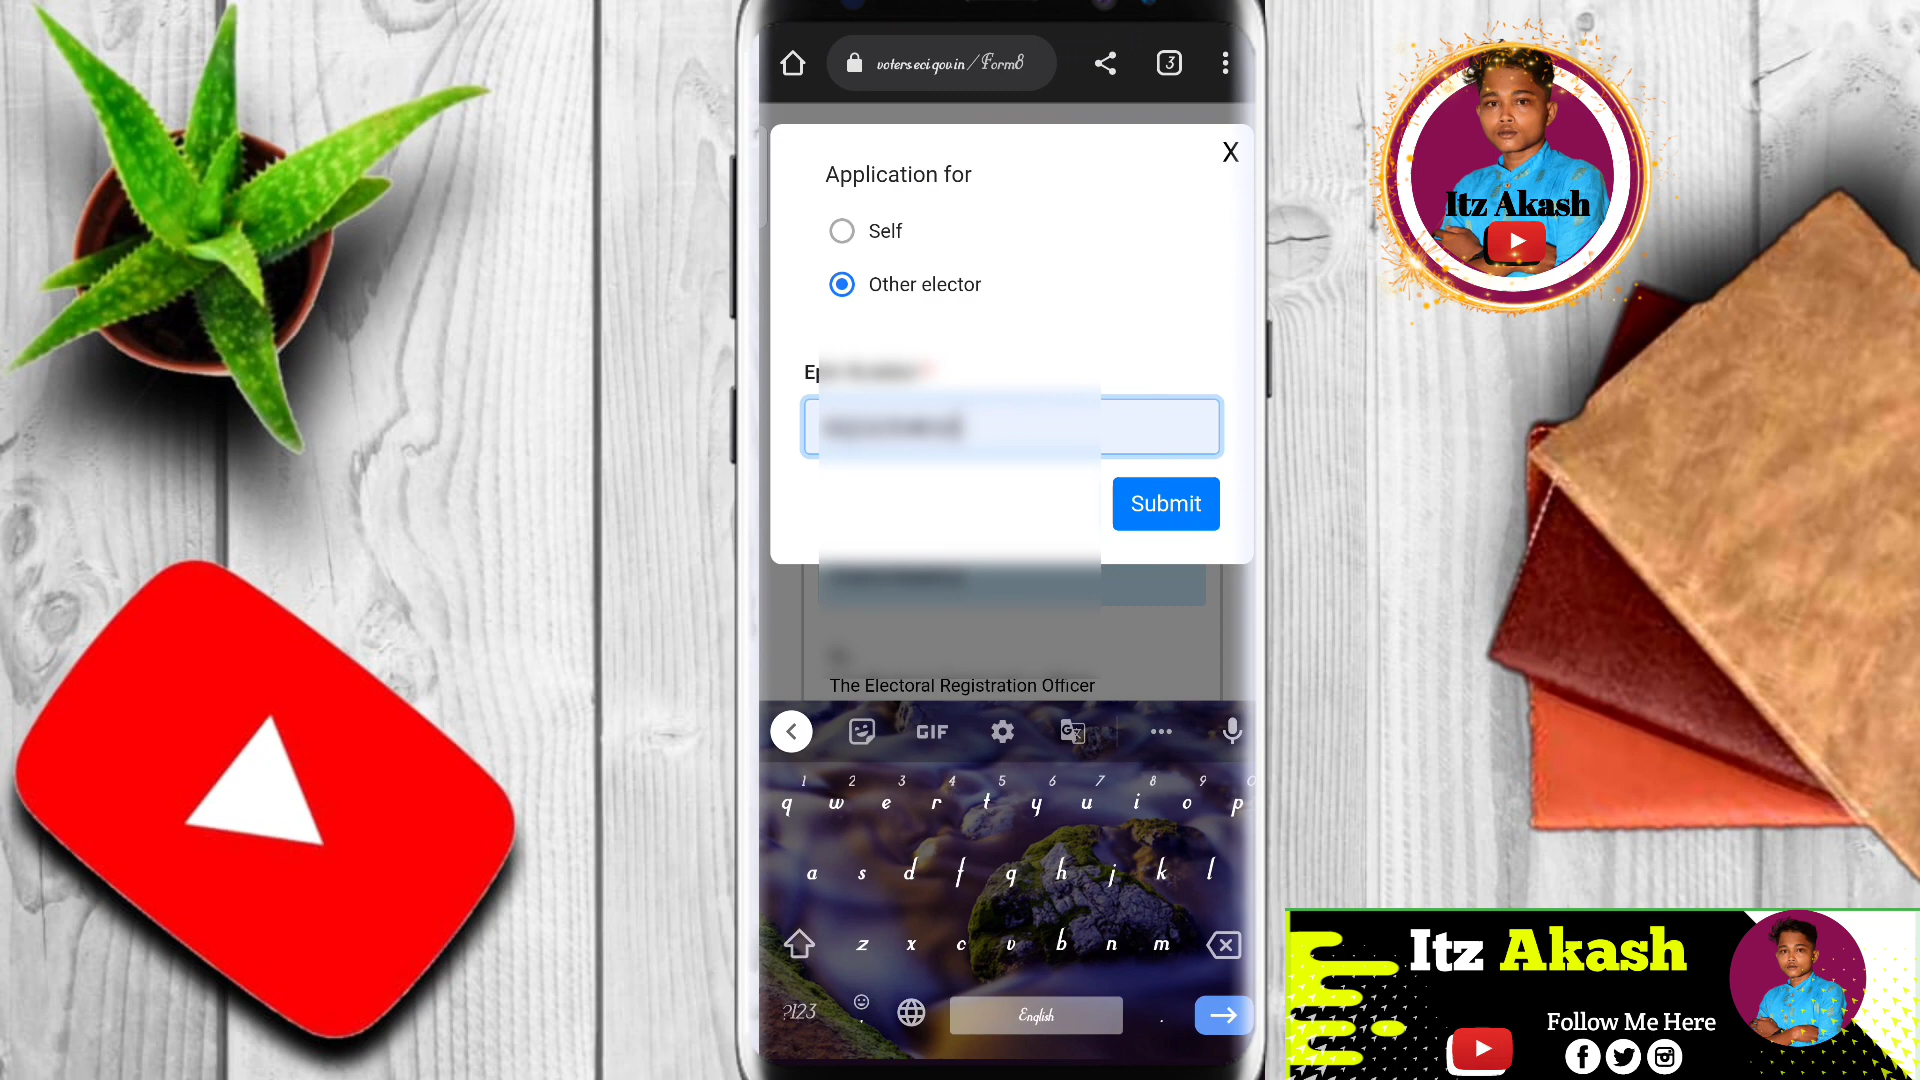 voters.eci.gov.in/Form8
3
X
Application for
Self
Other elector
Submit
The Electoral Registration Officer
GIF
1 2 3 4 5 6 7 8 9 0
q w e r t y u i o p
a s d f g h j k l
z x c v b n m
?123
English
.
Itz Akash
Itz Akash
Follow Me Here